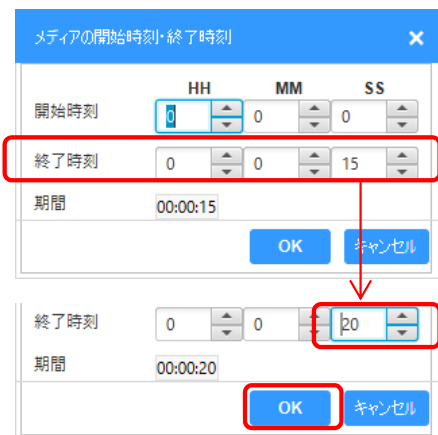 メディアの開始時刻・終了時刻 ×
HH MM SS
開始時刻 0 0 0
終了時刻 0 0 15
期間 00:00:15
OK キャンセル
終了時刻 0 0 20
期間 00:00:20
OK キャンセル